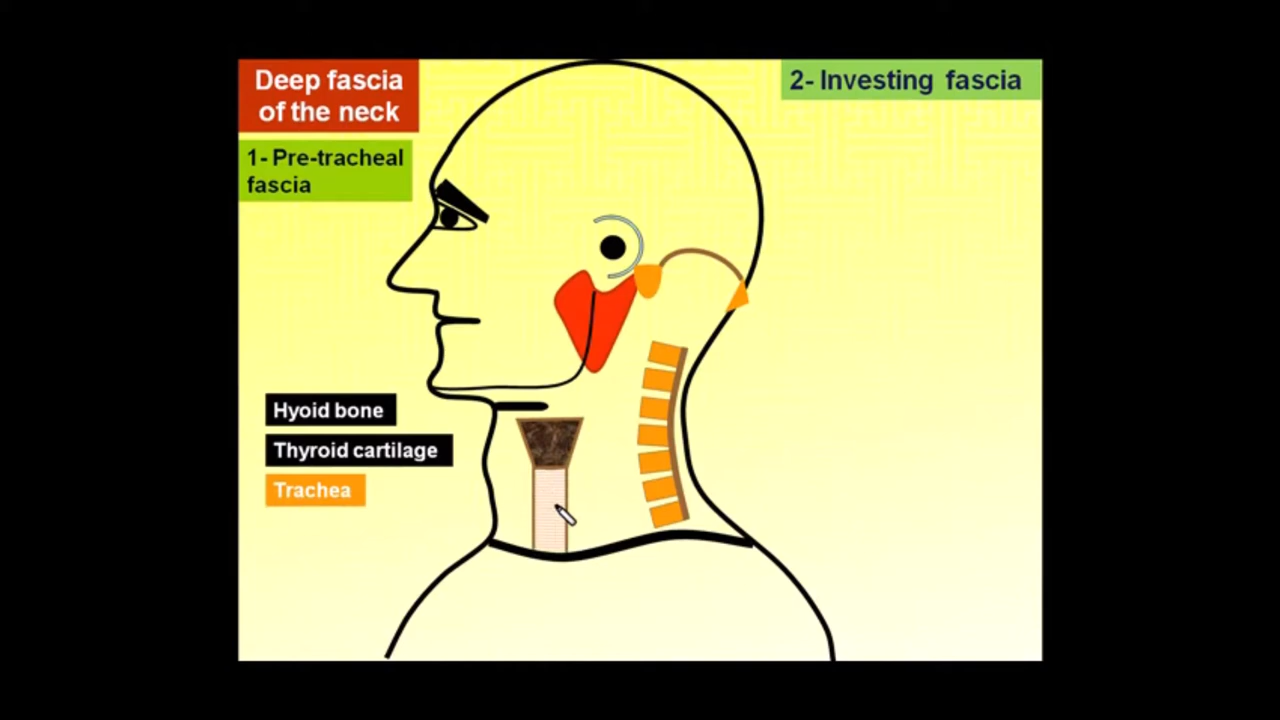 Deep fascia
of the neck
2- Investing fascia
1- Pre-tracheal
fascia
Hyoid bone
Thyroid cartilage
Trachea